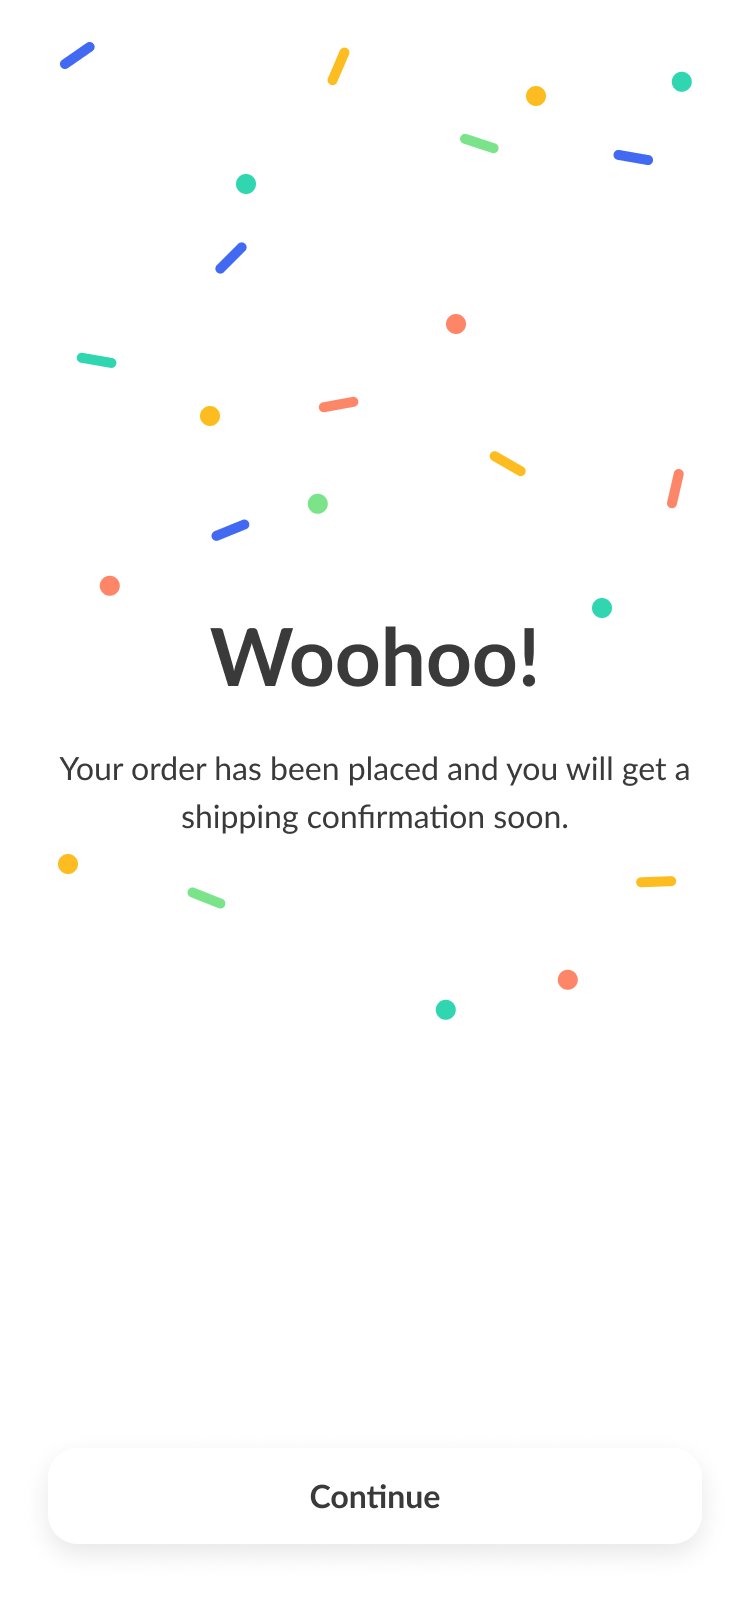 Woohoo!
Your order has been placed and you will get a
shipping confirmation soon.
Continue